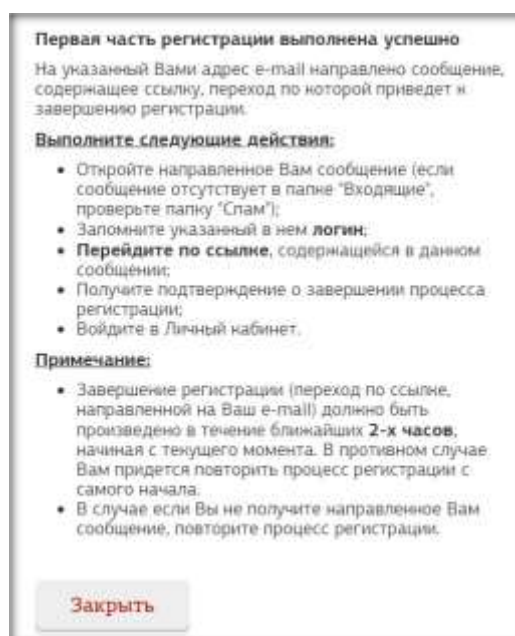 Первая часть регистрации выполнена успешно
На указанный Вами адрес e-mail направлено сообщение,
содержащее ссылку, переход по которой приведет к
завершению регистрации.
Выполните следующие действия:
• Откройте направленное Вам сообщение (если
сообщение отсутствует в папке "Входящие",
проверьте папку "Спам");
• Запомните указанный в нем логин;
• Перейдите по ссылке, содержащейся в данном
сообщении;
• Получите подтверждение о завершении процесса
регистрации;
• Войдите в Личный кабинет.
Примечание:
• Завершение регистрации (переход по ссылке,
направленной на Ваш e-mail) должно быть
произведено в течение ближайших 2-х часов,
начиная с текущего момента. В противном случае
Вам придется повторить процесс регистрации с
самого начала.
• В случае если Вы не получите направленное Вам
сообщение, повторите процесс регистрации.
Закрыть